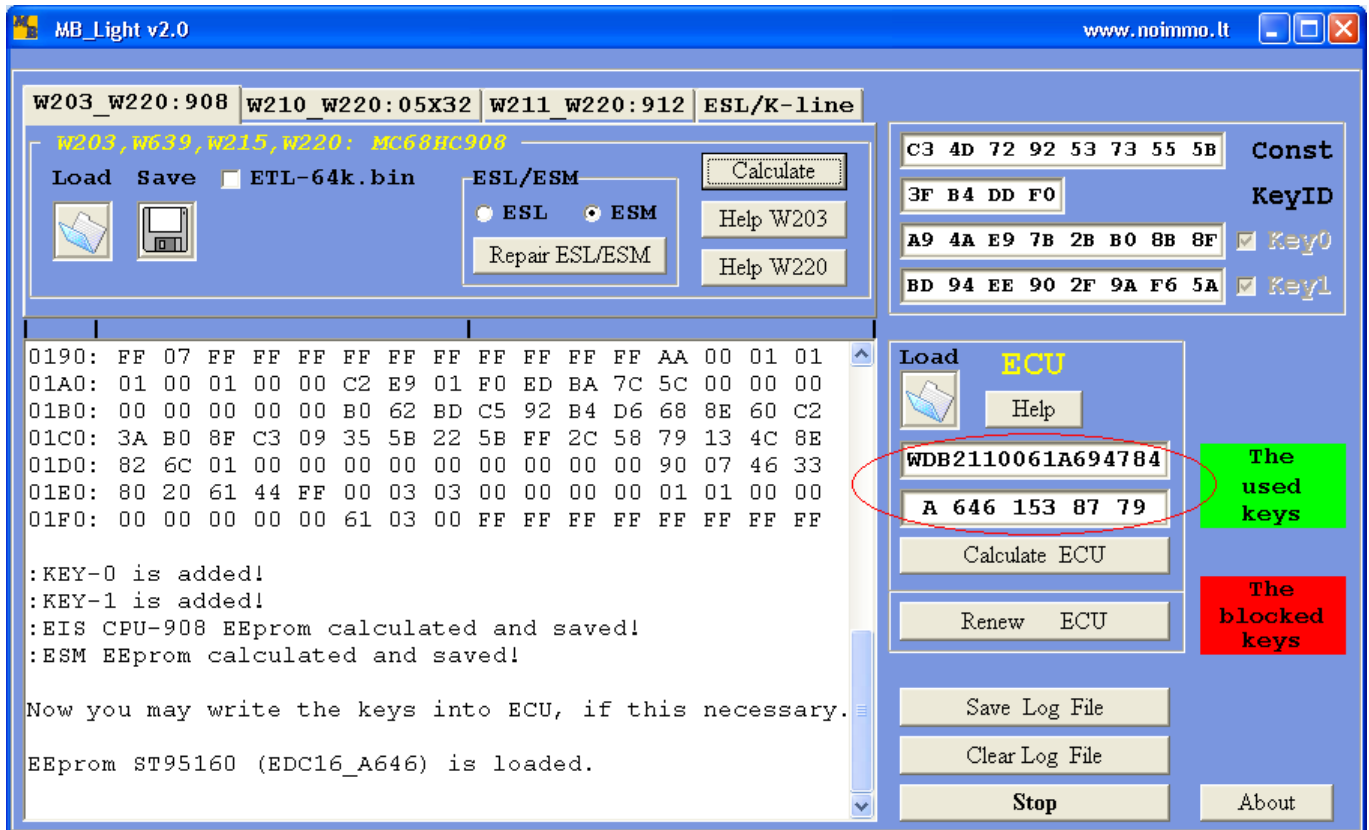 MB_Light v2.0 www.noimmo.lt
W203_W220:908 W210_W220:05X32 W211_W220:912 ESL/K-line
W203,W639,W215,W220: MC68HC908
Load Save ETL-64k.bin
ESL/ESM
ESL ESM
Repair ESL/ESM
Calculate
Help W203
Help W220
C3 4D 72 92 53 73 55 5B Const
3F B4 DD F0 KeyID
A9 4A E9 7B 2B B0 8B 8F Key0
BD 94 EE 90 2F 9A F6 5A Key1
0190: FF 07 FF FF FF FF FF FF FF FF FF FF AA 00 01 01
01A0: 01 00 01 00 00 C2 E9 01 F0 ED BA 7C 5C 00 00 00
01B0: 00 00 00 00 00 B0 62 BD C5 92 B4 D6 68 8E 60 C2
01C0: 3A B0 8F C3 09 35 5B 22 5B FF 2C 58 79 13 4C 8E
01D0: 82 6C 01 00 00 00 00 00 00 00 00 00 90 07 46 33
01E0: 80 20 61 44 FF 00 03 03 00 00 00 00 01 01 00 00
01F0: 00 00 00 00 00 61 03 00 FF FF FF FF FF FF FF FF
:KEY-0 is added!
:KEY-1 is added!
:EIS CPU-908 EEprom calculated and saved!
:ESM EEprom calculated and saved!
Now you may write the keys into ECU, if this necessary.
EEprom ST95160 (EDC16_A646) is loaded.
Load ECU
Help
WDB2110061A694784
A 646 153 87 79
Calculate ECU
Renew ECU
The
used
keys
The
blocked
keys
Save Log File
Clear Log File
Stop
About